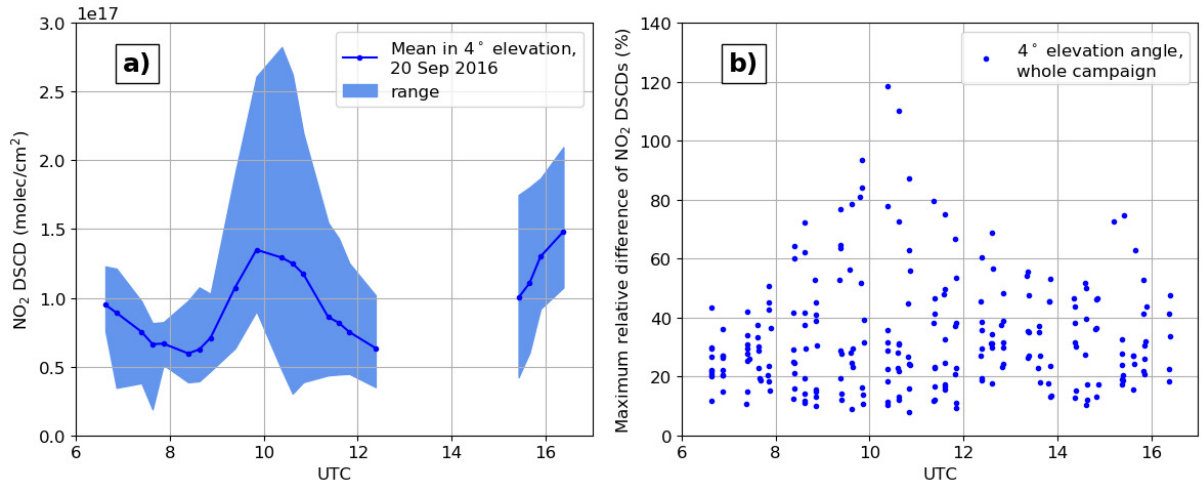 1e17
a)
Mean in 4° elevation,
20 Sep 2016
range
NO₂ DSCD (molec/cm²)
3.0
2.5
2.0
1.5
1.0
0.5
0.0
6 8 10 12 14 16
UTC
b)
4° elevation angle,
whole campaign
Maximum relative difference of NO₂ DSCDs (%)
140
120
100
80
60
40
20
0
6 8 10 12 14 16
UTC